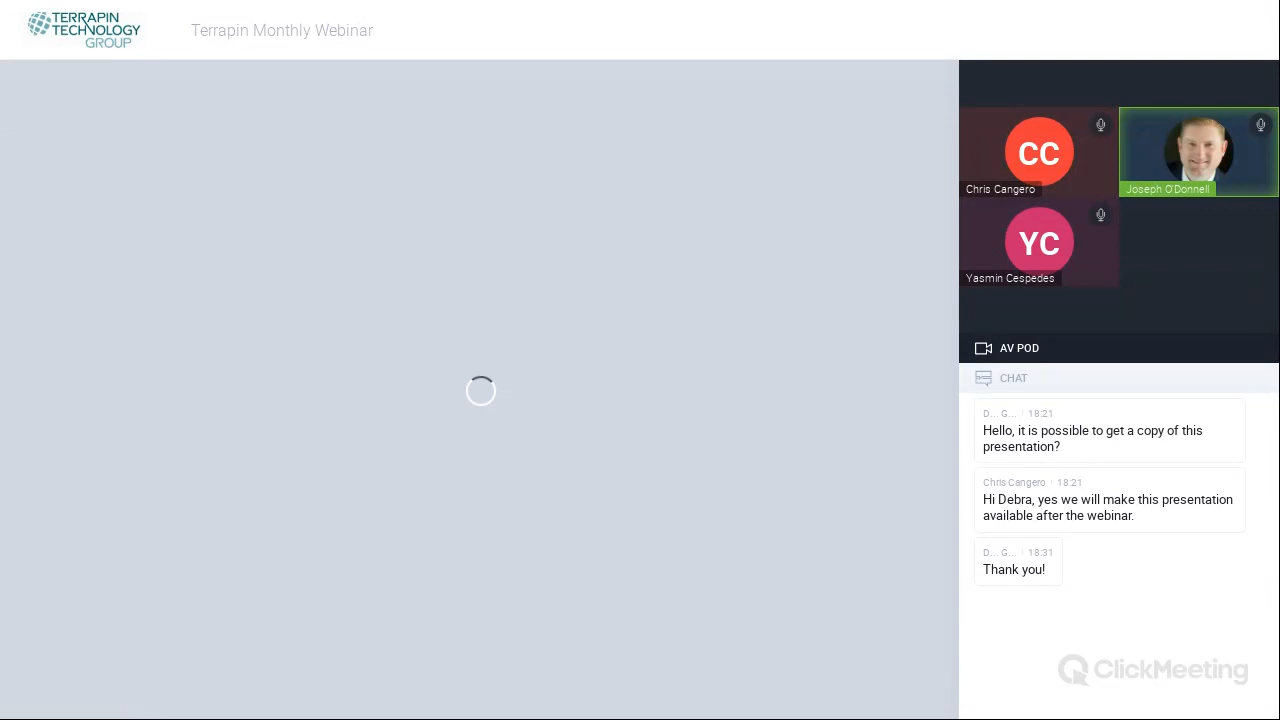 TERRAPIN
TECHNOLOGY
GROUP
Terrapin Monthly Webinar
CC
Chris Cangero
Joseph O'Donnell
YC
Yasmin Cespedes
AV POD
CHAT
D... G... 18:21
Hello, it is possible to get a copy of this
presentation?
Chris Cangero 18:21
Hi Debra, yes we will make this presentation
available after the webinar.
D... G... 18:31
Thank you!
ClickMeeting